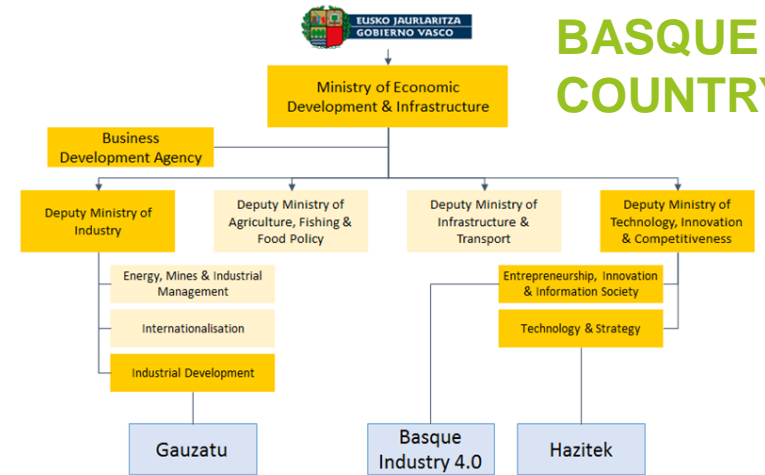 EUSKO JAURLARITZA
GOBIERNO VASCO
BASQUE
COUNTRY
Ministry of Economic
Development & Infrastructure
Business
Development Agency
Deputy Ministry of
Industry
Deputy Ministry of
Agriculture, Fishing &
Food Policy
Deputy Ministry of
Infrastructure &
Transport
Deputy Ministry of
Technology, Innovation
& Competitiveness
Energy, Mines & Industrial
Management
Internationalisation
Industrial Development
Entrepreneurship, Innovation
& Information Society
Technology & Strategy
Gauzatu
Basque
Industry 4.0
Hazitek